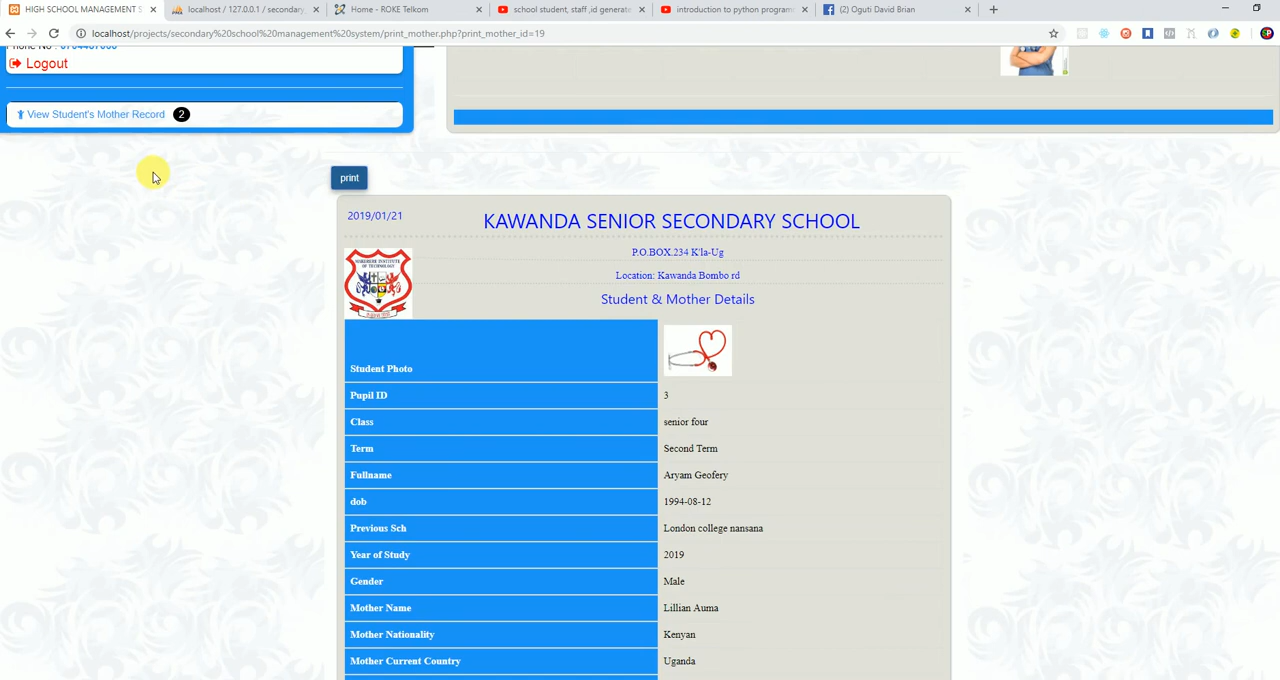 HIGH SCHOOL MANAGEMENT S
localhost / 127.0.0.1 / secondary
Home - ROKE Telkom
school student, staff ,id generate
introduction to python program
(2) Oguti David Brian
localhost/projects/secondary%20school%20management%20system/print_mother.php?print_mother_id=19
Logout
View Student's Mother Record 2
print
2019/01/21
KAWANDA SENIOR SECONDARY SCHOOL
P.O.BOX.234 K'la-Ug
Location: Kawanda Bombo rd
Student & Mother Details
Student Photo
Pupil ID 3
Class senior four
Term Second Term
Fullname Aryam Geofery
dob 1994-08-12
Previous Sch London college nansana
Year of Study 2019
Gender Male
Mother Name Lillian Auma
Mother Nationality Kenyan
Mother Current Country Uganda